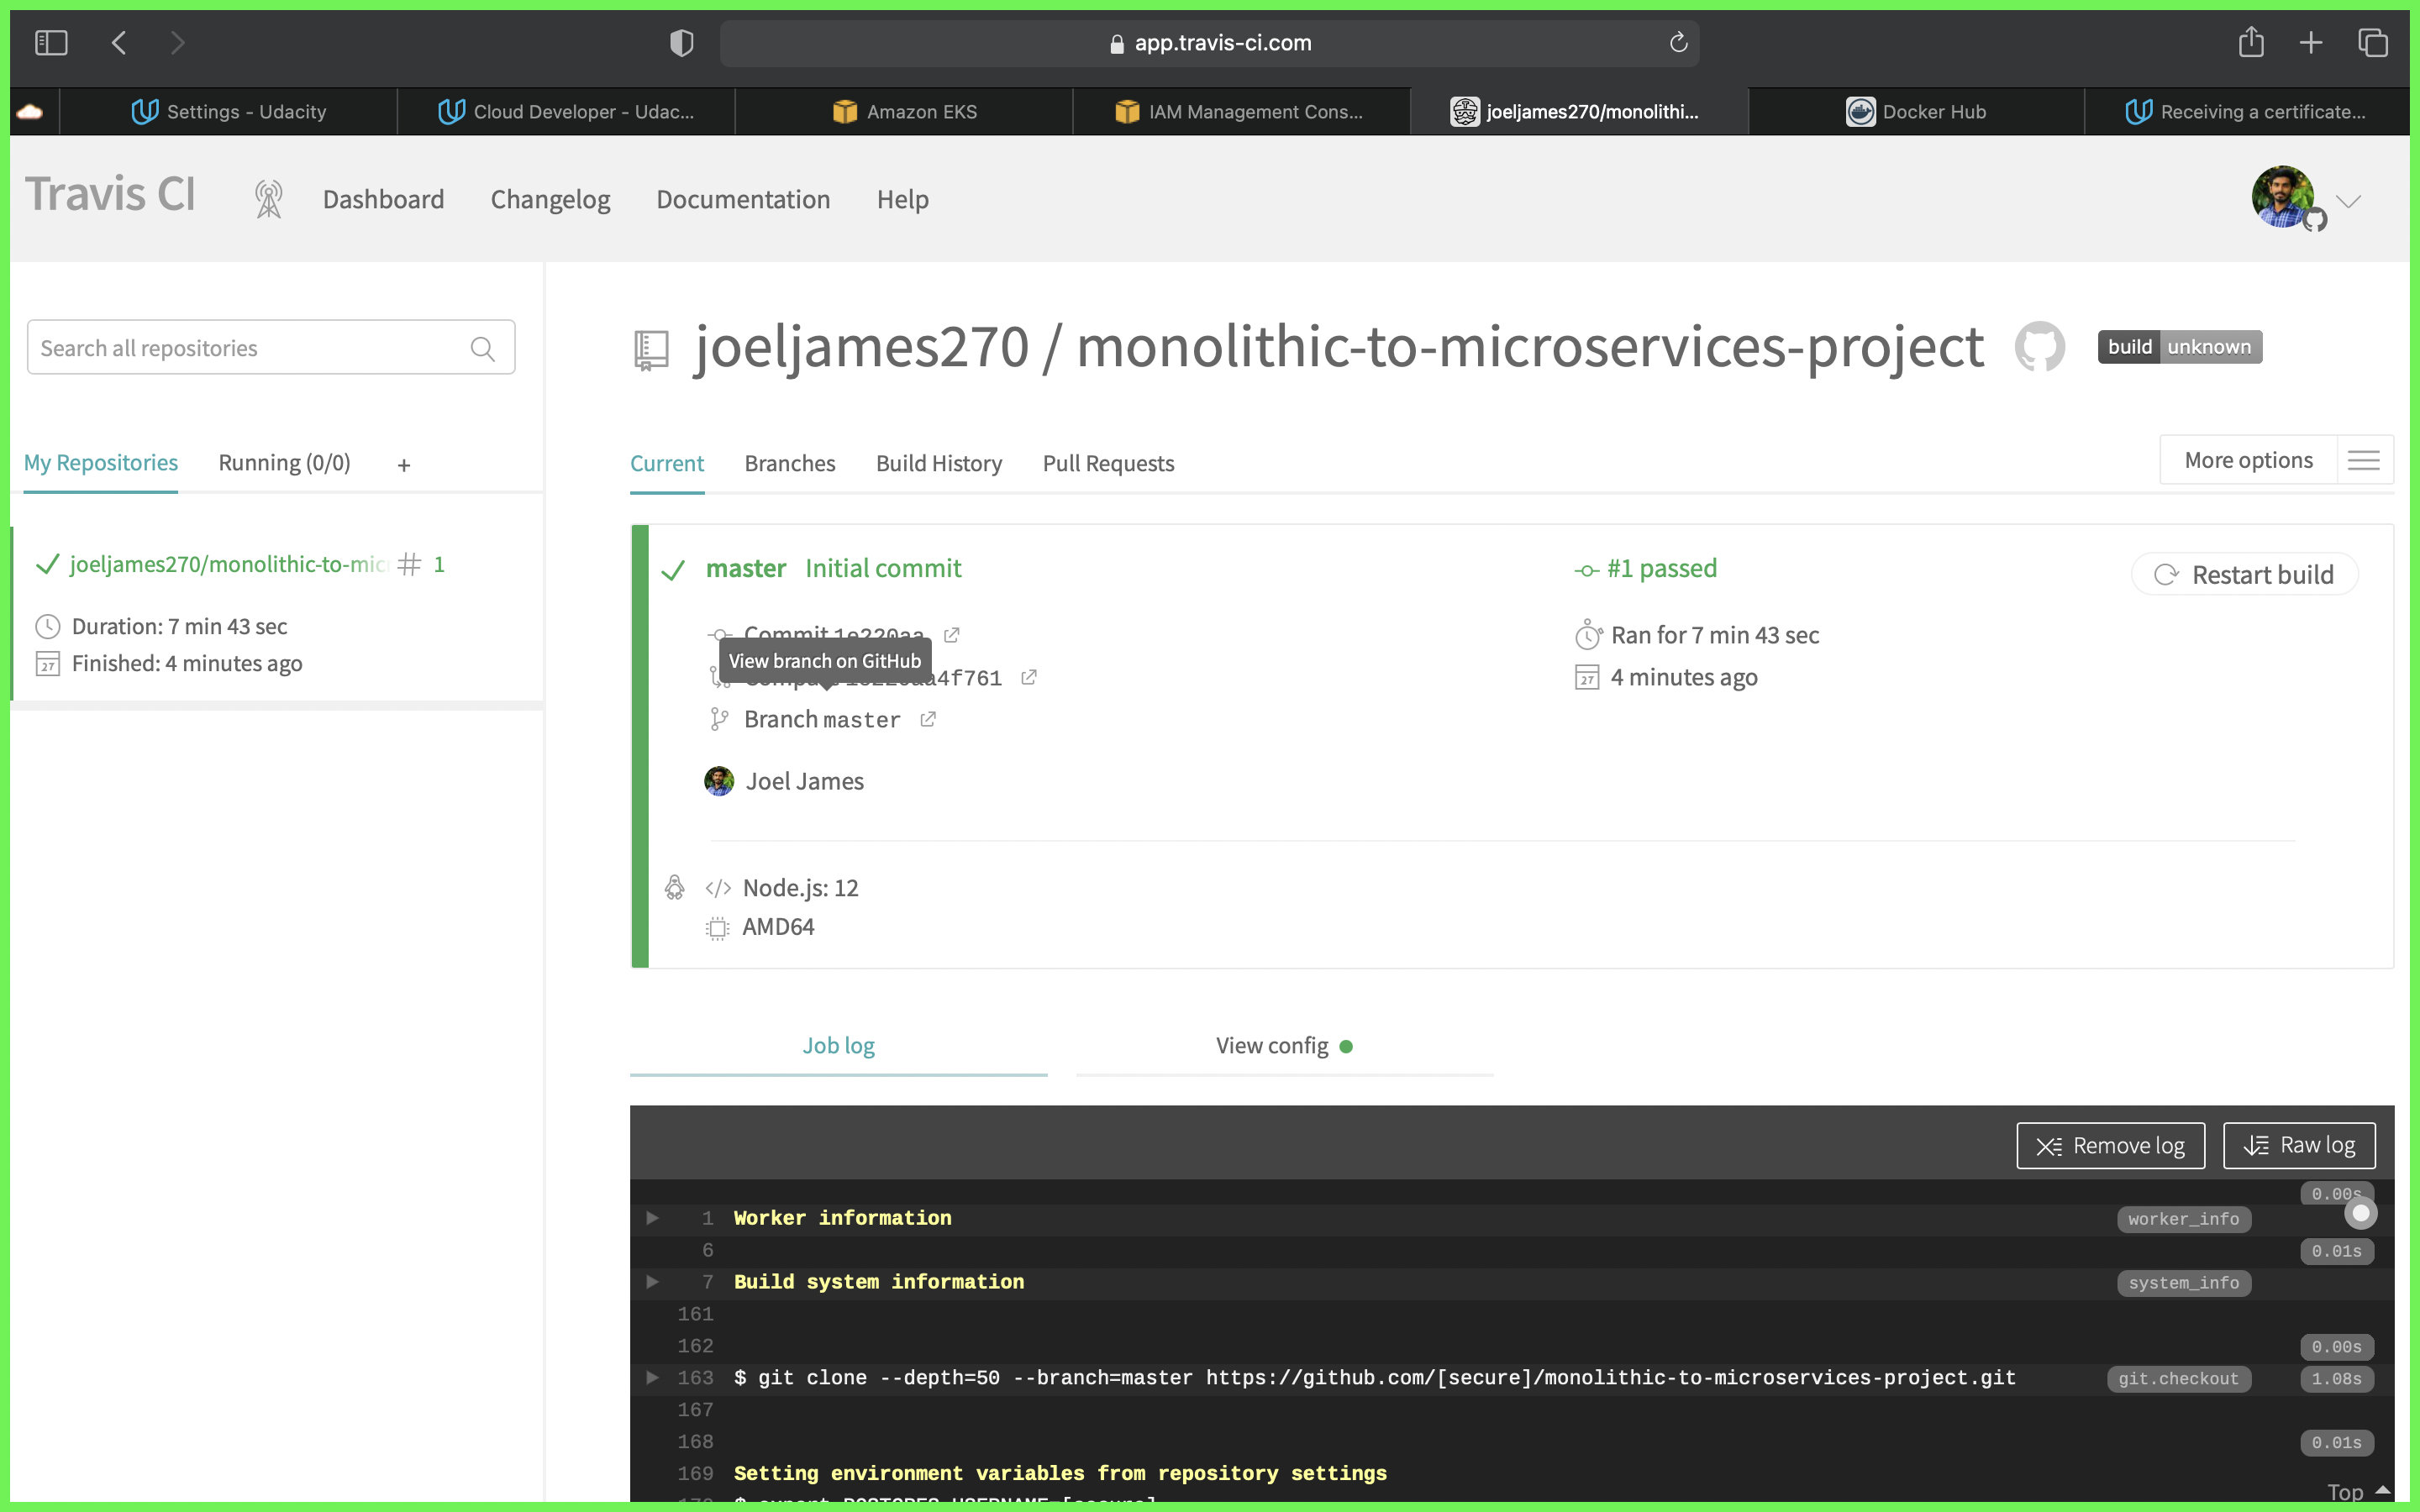 app.travis-ci.com
Settings - Udacity
Cloud Developer - Udac...
Amazon EKS
IAM Management Cons...
joeljames270/monolithi...
Docker Hub
Receiving a certificate...
Travis CI
Dashboard
Changelog
Documentation
Help
Search all repositories
joeljames270 / monolithic-to-microservices-project
build unknown
My Repositories
Running (0/0)
+
Current
Branches
Build History
Pull Requests
More options
joeljames270/monolithic-to-mic
# 1
Duration: 7 min 43 sec
27 Finished: 4 minutes ago
master Initial commit
#1 passed
Restart build
Commit 1e220aa
Ran for 7 min 43 sec
View branch on GitHub
4f761
27 4 minutes ago
Branch master
Joel James
</> Node.js: 12
AMD64
Job log
View config
Remove log
Raw log
0.00s
1 Worker information worker_info
6 0.01s
7 Build system information system_info
161
162 0.00s
163 $ git clone --depth=50 --branch=master https://github.com/[secure]/monolithic-to-microservices-project.git git.checkout 1.08s
167
168 0.01s
169 Setting environment variables from repository settings
Top